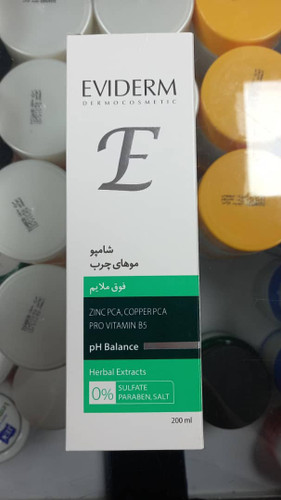 EVIDERM
DERMOCOSMETIC
E
شامپو
موهای چرب
فوق ملایم
ZINC PCA, COPPER PCA
PRO VITAMIN B5
pH Balance
Herbal Extracts
0% SULFATE
PARABEN, SALT
200 ml